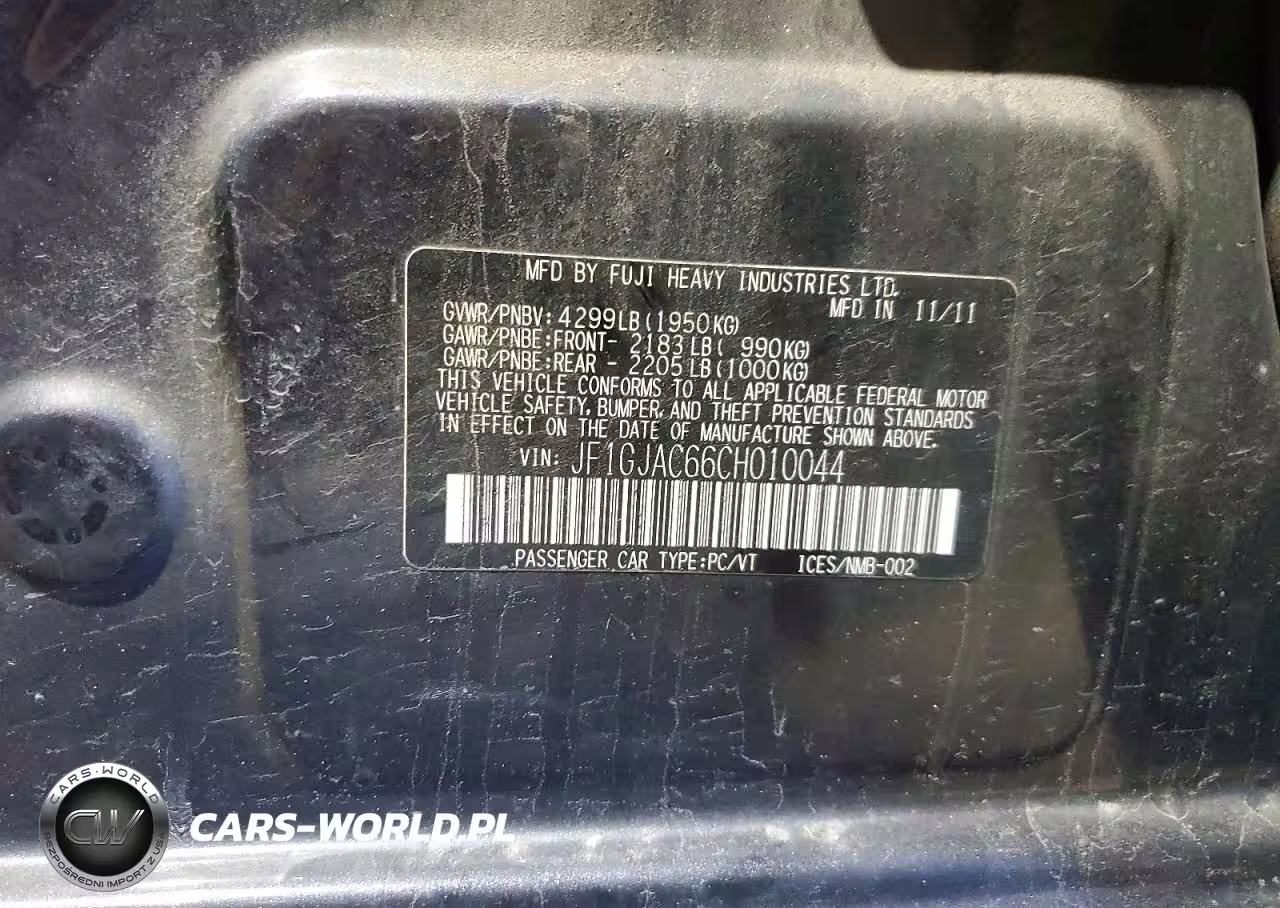 MFD BY FUJI HEAVY INDUSTRIES LTD.
MFD IN 11/11
GVWR/PNBV: 4299LB(1950KG)
GAWR/PNBE:FRONT- 2183LB( 990KG)
GAWR/PNBE:REAR - 2205LB(1000KG)
THIS VEHICLE CONFORMS TO ALL APPLICABLE FEDERAL MOTOR
VEHICLE SAFETY, BUMPER, AND THEFT PREVENTION STANDARDS
IN EFFECT ON THE DATE OF MANUFACTURE SHOWN ABOVE.
VIN: JF1GJAC66CH010044
PASSENGER CAR TYPE:PC/VT ICES/NMB-002
CARS-WORLD
CW
BEZPOŚREDNI IMPORT Z USA
CARS-WORLD.PL